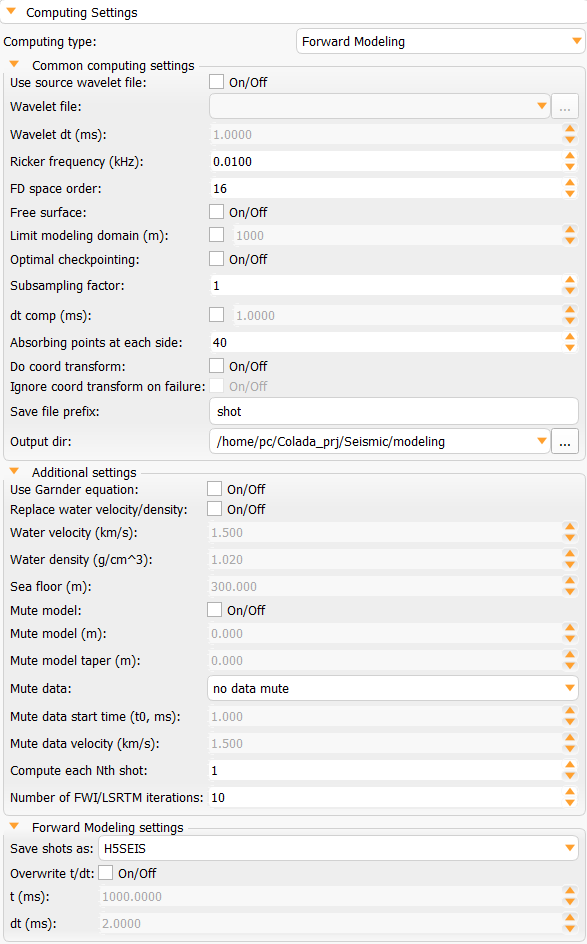 Computing Settings
Computing type: Forward Modeling
Common computing settings
Use source wavelet file: On/Off
Wavelet file: ...
Wavelet dt (ms): 1.0000
Ricker frequency (kHz): 0.0100
FD space order: 16
Free surface: On/Off
Limit modeling domain (m): 1000
Optimal checkpointing: On/Off
Subsampling factor: 1
dt comp (ms): 1.0000
Absorbing points at each side: 40
Do coord transform: On/Off
Ignore coord transform on failure: On/Off
Save file prefix: shot
Output dir: /home/pc/Colada_prj/Seismic/modeling ...
Additional settings
Use Garnder equation: On/Off
Replace water velocity/density: On/Off
Water velocity (km/s): 1.500
Water density (g/cm^3): 1.020
Sea floor (m): 300.000
Mute model: On/Off
Mute model (m): 0.000
Mute model taper (m): 0.000
Mute data: no data mute
Mute data start time (t0, ms): 1.000
Mute data velocity (km/s): 1.500
Compute each Nth shot: 1
Number of FWI/LSRTM iterations: 10
Forward Modeling settings
Save shots as: H5SEIS
Overwrite t/dt: On/Off
t (ms): 1000.0000
dt (ms): 2.0000